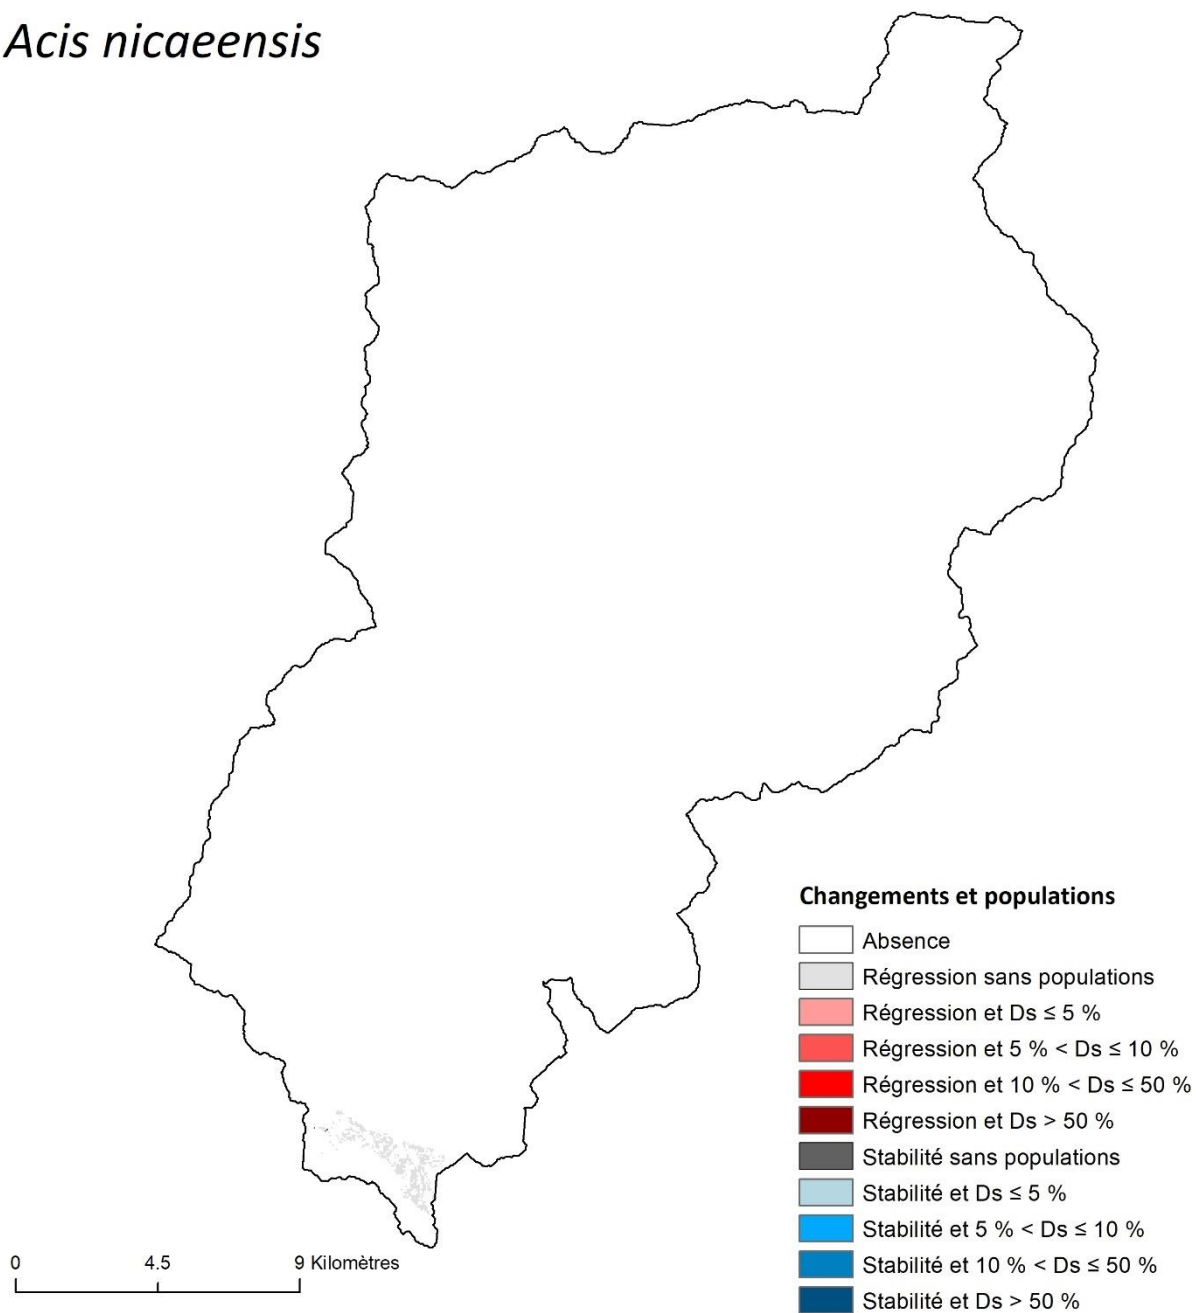 Acis nicaeensis
Changements et populations
Absence
Régression sans populations
Régression et Ds ≤ 5 %
Régression et 5 % < Ds ≤ 10 %
Régression et 10 % < Ds ≤ 50 %
Régression et Ds > 50 %
Stabilité sans populations
Stabilité et Ds ≤ 5 %
Stabilité et 5 % < Ds ≤ 10 %
Stabilité et 10 % < Ds ≤ 50 %
Stabilité et Ds > 50 %
0 4.5 9 Kilomètres